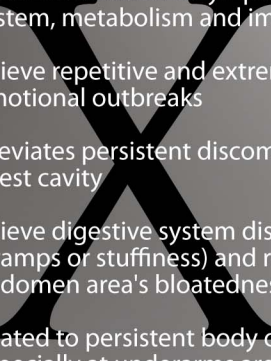 stem, metabolism and im
ieve repetitive and extre
notional outbreaks
eviates persistent discom
est cavity
ieve digestive system dis
amps or stuffiness) and r
domen area's bloatednes
ated to persistent body o